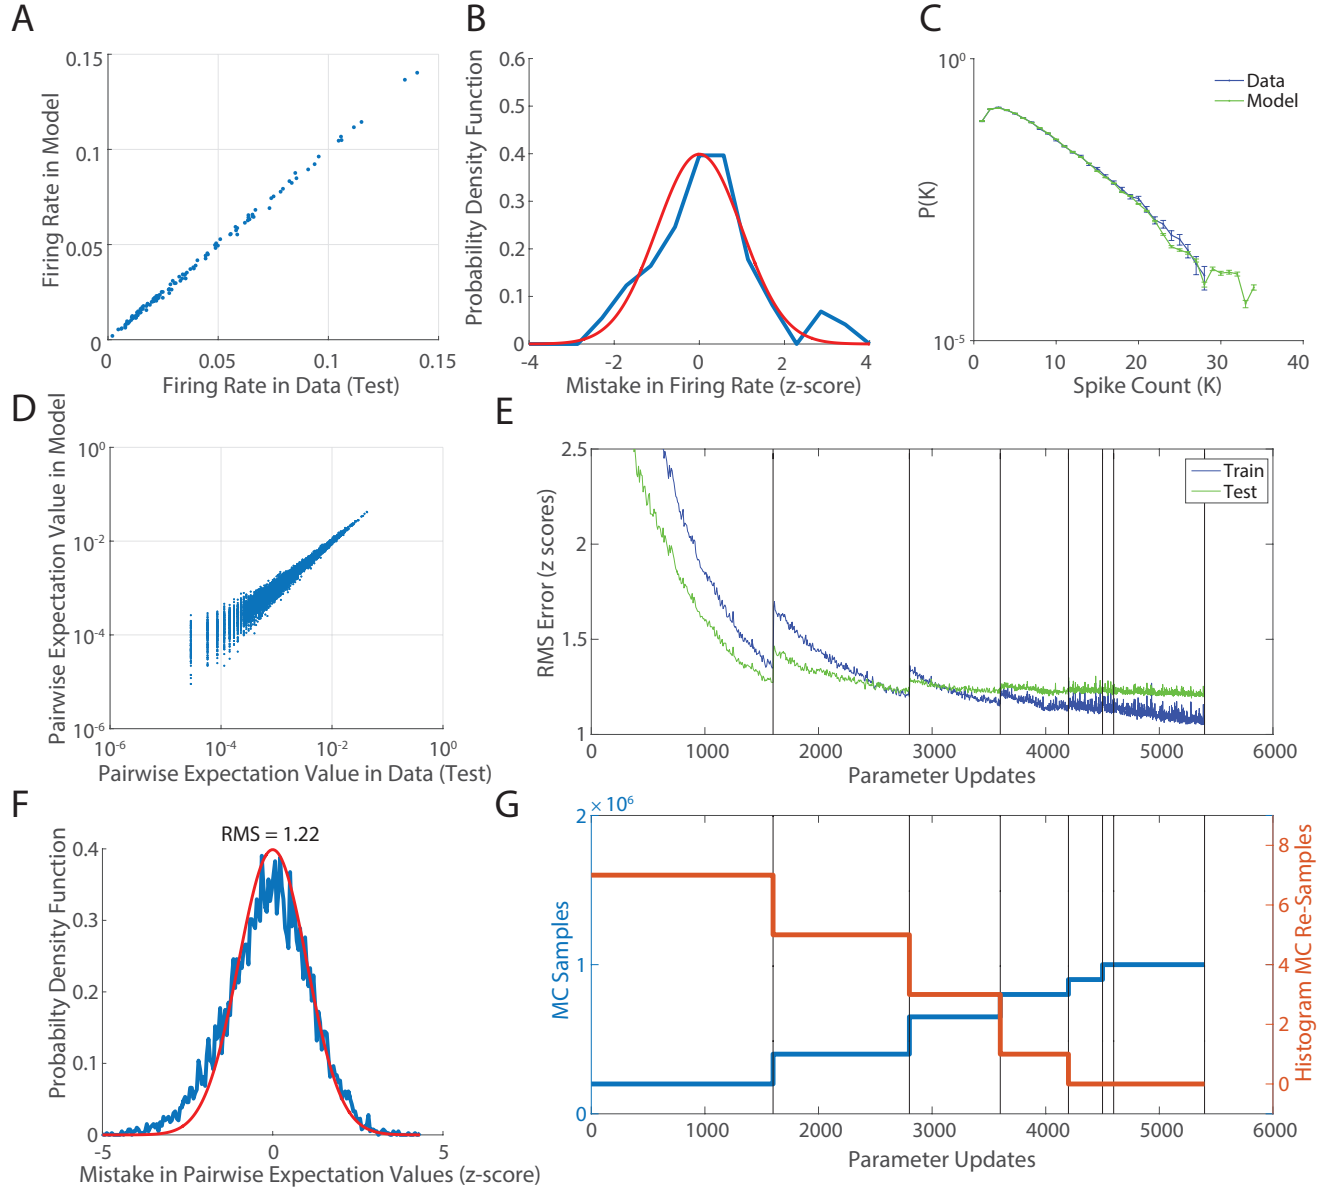 A
Firing Rate in Model
0.15
0.1
0.05
0
0
0.05
0.1
0.15
Firing Rate in Data (Test)
B
Probability Density Function
0.6
0.5
0.4
0.3
0.2
0.1
0
-4
-2
0
2
4
Mistake in Firing Rate (z-score)
C
P(K)
10⁰
10⁻⁵
0
10
20
30
40
Spike Count (K)
Data
Model
D
Pairwise Expectation Value in Model
10⁰
10⁻²
10⁻⁴
10⁻⁶
10⁻⁶
10⁻⁴
10⁻²
10⁰
Pairwise Expectation Value in Data (Test)
E
RMS Error (z scores)
2.5
2
1.5
1
0
1000
2000
3000
4000
5000
6000
Parameter Updates
Train
Test
F
RMS = 1.22
Probabilty Density Function
0.4
0.3
0.2
0.1
0
-5
0
5
Mistake in Pairwise Expectation Values (z-score)
G
MC Samples
2 × 10⁶
1
0
0
1000
2000
3000
4000
5000
6000
Parameter Updates
8
6
4
2
0
Histogram MC Re-Samples